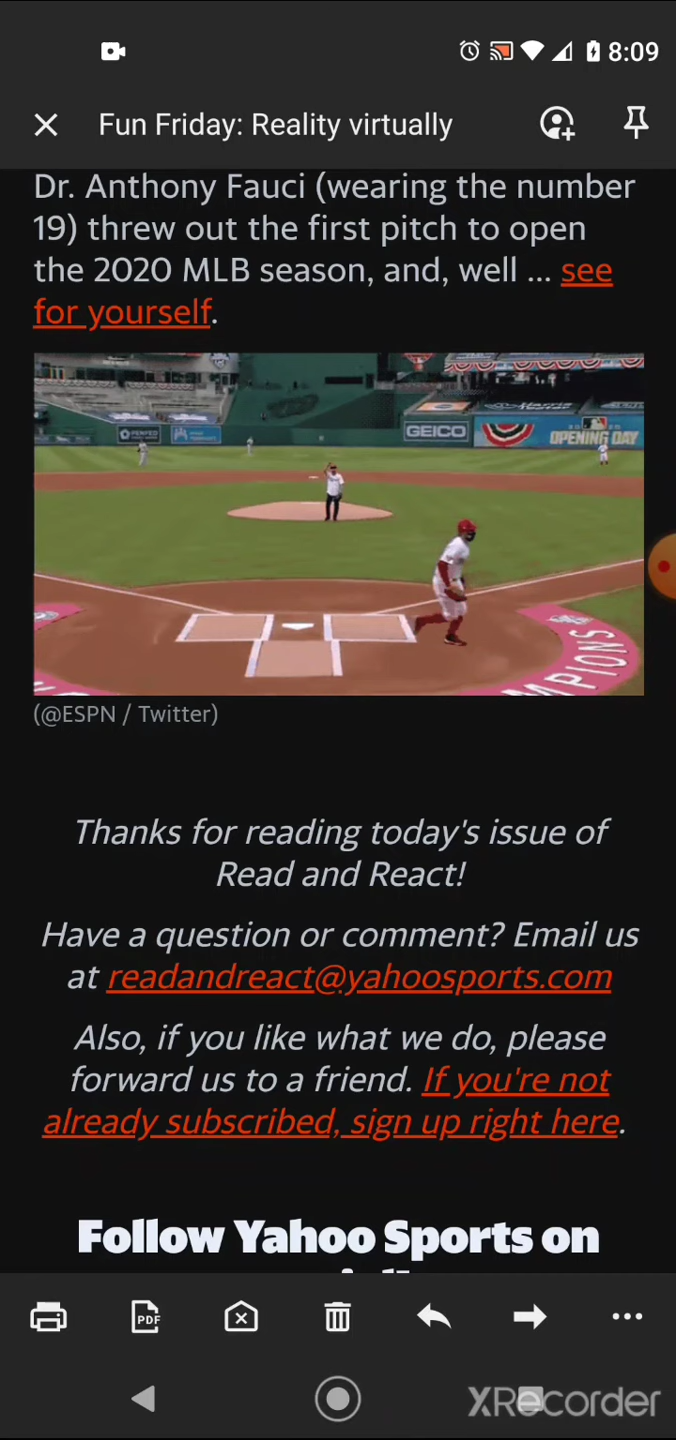 8:09
Fun Friday: Reality virtually
Dr. Anthony Fauci (wearing the number
19) threw out the first pitch to open
the 2020 MLB season, and, well ... see
for yourself.
GEICO
OPENING DAY
MPIONS
(@ESPN / Twitter)
Thanks for reading today's issue of
Read and React!
Have a question or comment? Email us
at readandreact@yahoosports.com
Also, if you like what we do, please
forward us to a friend. If you're not
already subscribed, sign up right here.
Follow Yahoo Sports on
PDF
XRecorder